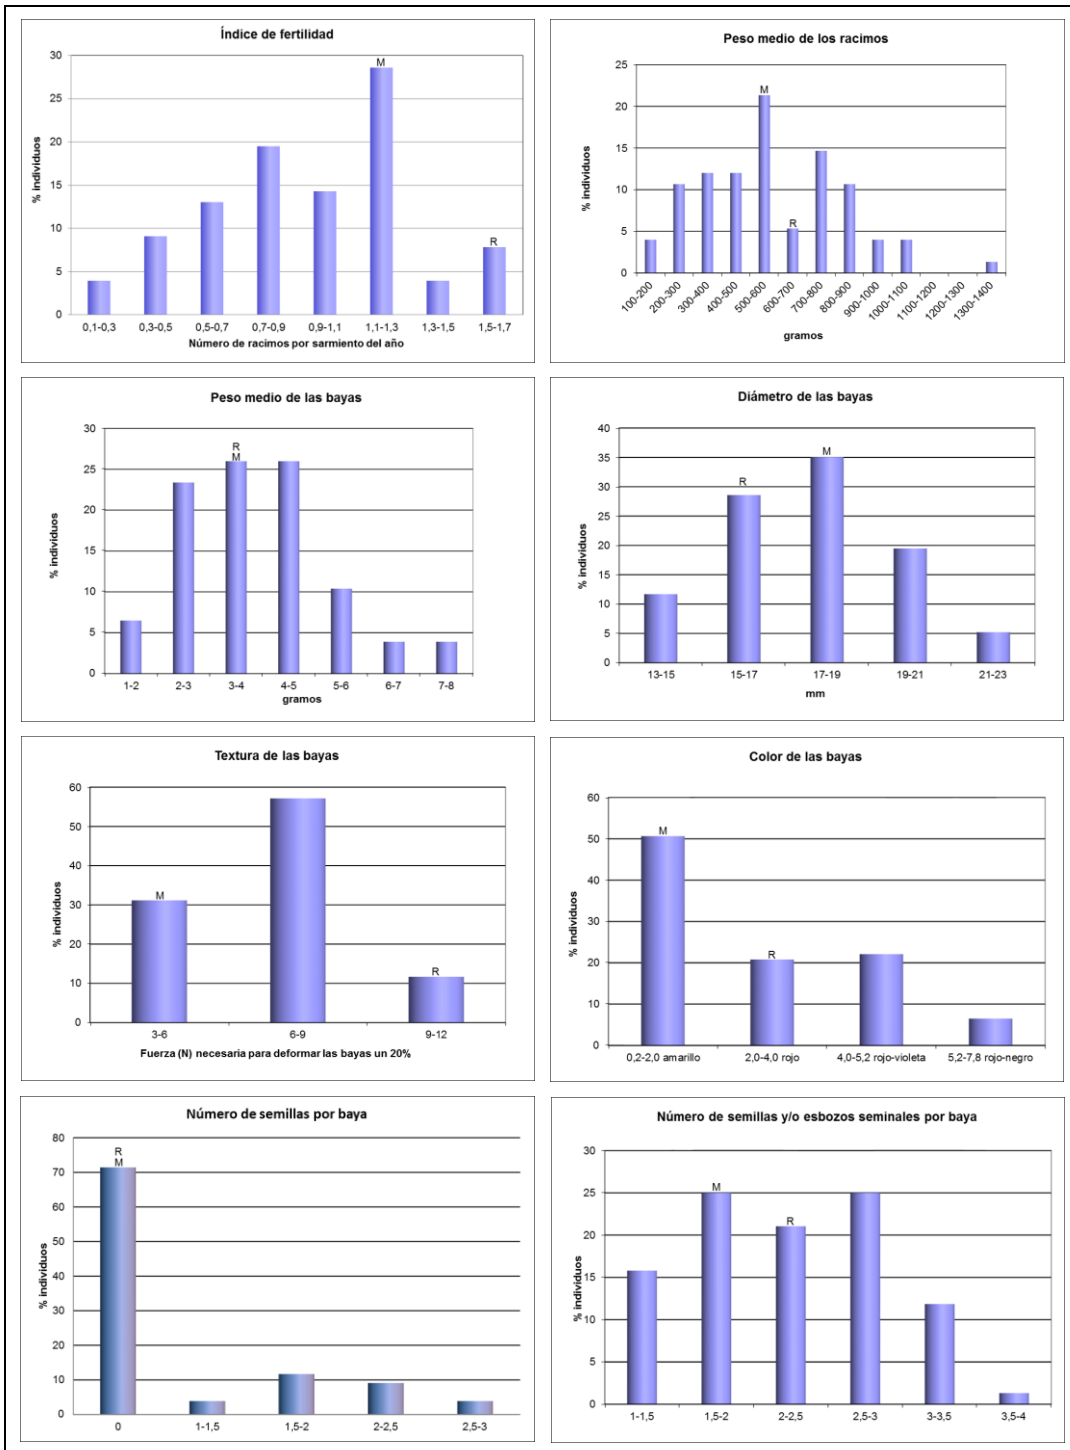 Índice de fertilidad
30
25
20
15
10
5
0
% individuos
M
R
0,1-0,3 0,3-0,5 0,5-0,7 0,7-0,9 0,9-1,1 1,1-1,3 1,3-1,5 1,5-1,7
Número de racimos por sarmiento del año
Peso medio de los racimos
25
20
15
10
5
0
% individuos
M
R
100-200 200-300 300-400 400-500 500-600 600-700 700-800 800-900 900-1000 1000-1100 1100-1200 1200-1300 1300-1400
gramos
Peso medio de las bayas
30
25
20
15
10
5
0
% individuos
R
M
1-2 2-3 3-4 4-5 5-6 6-7 7-8
gramos
Diámetro de las bayas
40
35
30
25
20
15
10
5
0
% individuos
R
M
13-15 15-17 17-19 19-21 21-23
mm
Textura de las bayas
60
50
40
30
20
10
0
% individuos
M
R
3-6 6-9 9-12
Fuerza (N) necesaria para deformar las bayas un 20%
Color de las bayas
60
50
40
30
20
10
0
% individuos
M
R
0,2-2,0 amarillo 2,0-4,0 rojo 4,0-5,2 rojo-violeta 5,2-7,8 rojo-negro
Número de semillas por baya
80
70
60
50
40
30
20
10
0
% individuos
R
M
0 1-1,5 1,5-2 2-2,5 2,5-3
Número de semillas y/o esbozos seminales por baya
30
25
20
15
10
5
0
% individuos
M
R
1-1,5 1,5-2 2-2,5 2,5-3 3-3,5 3,5-4